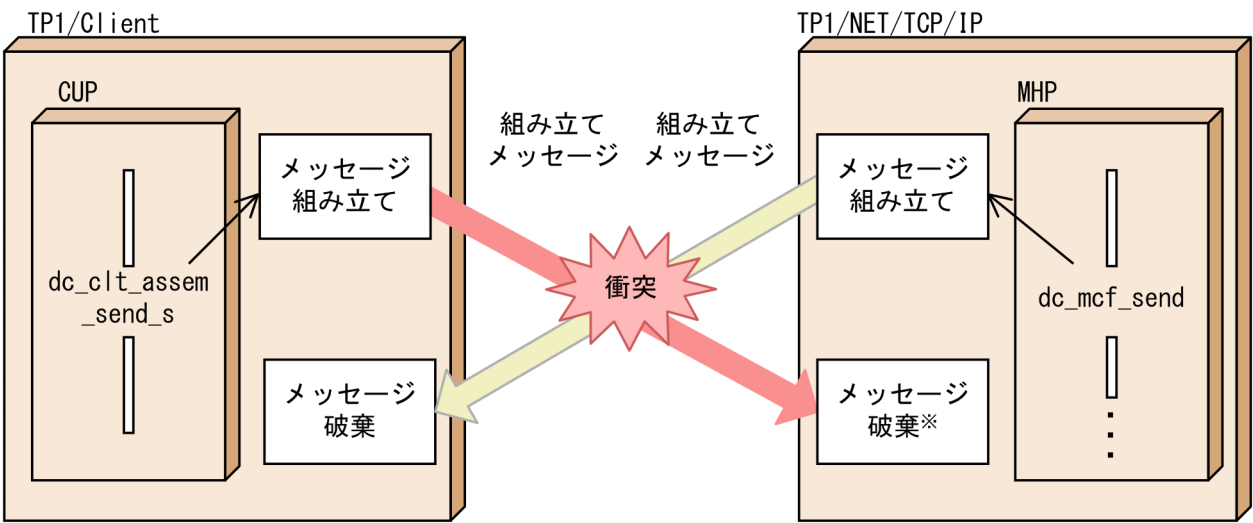 TP1/Client
TP1/NET/TCP/IP
CUP
MHP
組み立て
メッセージ
組み立て
メッセージ
メッセージ
組み立て
メッセージ
組み立て
dc_clt_assem
_send_s
衝突
dc_mcf_send
メッセージ
破棄
メッセージ
破棄※